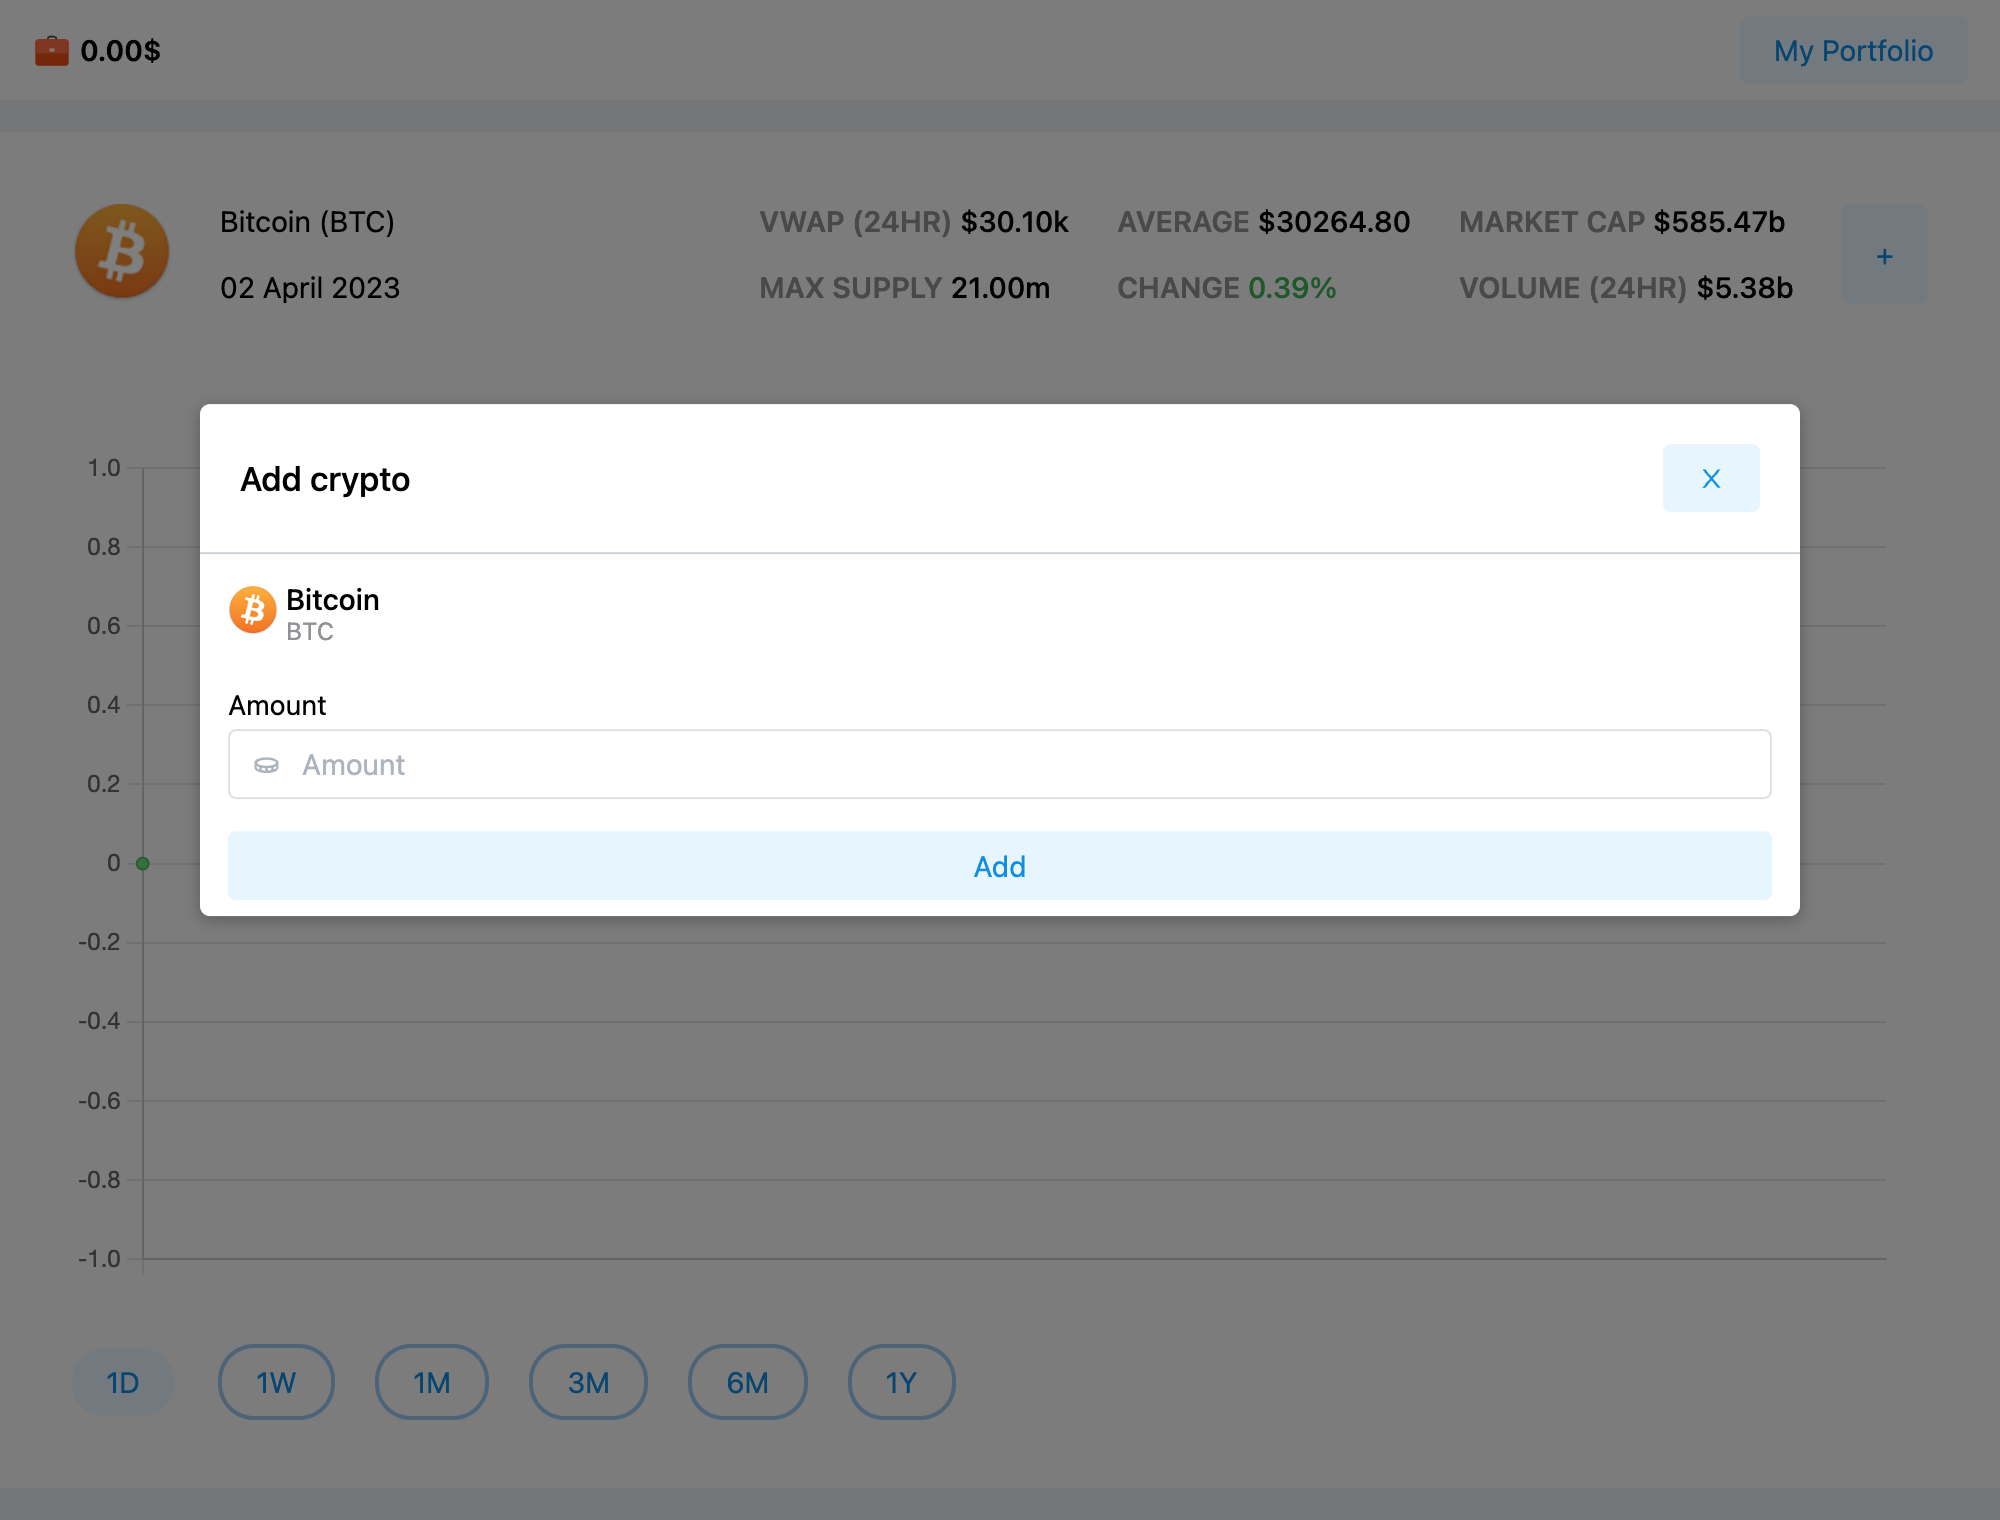 0.00$
My Portfolio
Bitcoin (BTC)
02 April 2023
VWAP (24HR) $30.10k
AVERAGE $30264.80
MARKET CAP $585.47b
MAX SUPPLY 21.00m
CHANGE 0.39%
VOLUME (24HR) $5.38b
+
Add crypto
X
Bitcoin
BTC
Amount
Amount
Add
1.0
0.8
0.6
0.4
0.2
0
-0.2
-0.4
-0.6
-0.8
-1.0
1D
1W
1M
3M
6M
1Y